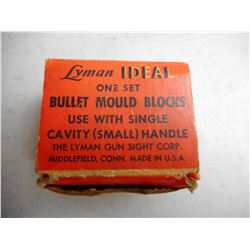 Lyman IDEAL
ONE SET
BULLET MOULD BLOCKS
USE WITH SINGLE
CAVITY (SMALL) HANDLE
THE LYMAN GUN SIGHT CORP.
MIDDLEFIELD, CONN. MADE IN U.S.A.